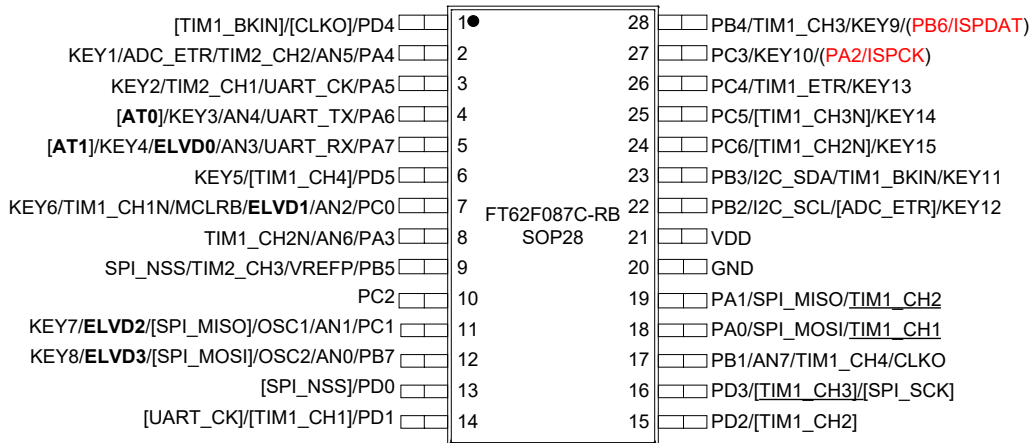 [TIM1_BKIN]/[CLKO]/PD4 1 28 PB4/TIM1_CH3/KEY9/(PB6/ISPDAT)
KEY1/ADC_ETR/TIM2_CH2/AN5/PA4 2 27 PC3/KEY10/(PA2/ISPCK)
KEY2/TIM2_CH1/UART_CK/PA5 3 26 PC4/TIM1_ETR/KEY13
[AT0]/KEY3/AN4/UART_TX/PA6 4 25 PC5/[TIM1_CH3N]/KEY14
[AT1]/KEY4/ELVD0/AN3/UART_RX/PA7 5 24 PC6/[TIM1_CH2N]/KEY15
KEY5/[TIM1_CH4]/PD5 6 23 PB3/I2C_SDA/TIM1_BKIN/KEY11
KEY6/TIM1_CH1N/MCLRB/ELVD1/AN2/PC0 7 FT62F087C-RB 22 PB2/I2C_SCL/[ADC_ETR]/KEY12
TIM1_CH2N/AN6/PA3 8 SOP28 21 VDD
SPI_NSS/TIM2_CH3/VREFP/PB5 9 20 GND
PC2 10 19 PA1/SPI_MISO/TIM1_CH2
KEY7/ELVD2/[SPI_MISO]/OSC1/AN1/PC1 11 18 PA0/SPI_MOSI/TIM1_CH1
KEY8/ELVD3/[SPI_MOSI]/OSC2/AN0/PB7 12 17 PB1/AN7/TIM1_CH4/CLKO
[SPI_NSS]/PD0 13 16 PD3/[TIM1_CH3]/[SPI_SCK]
[UART_CK]/[TIM1_CH1]/PD1 14 15 PD2/[TIM1_CH2]